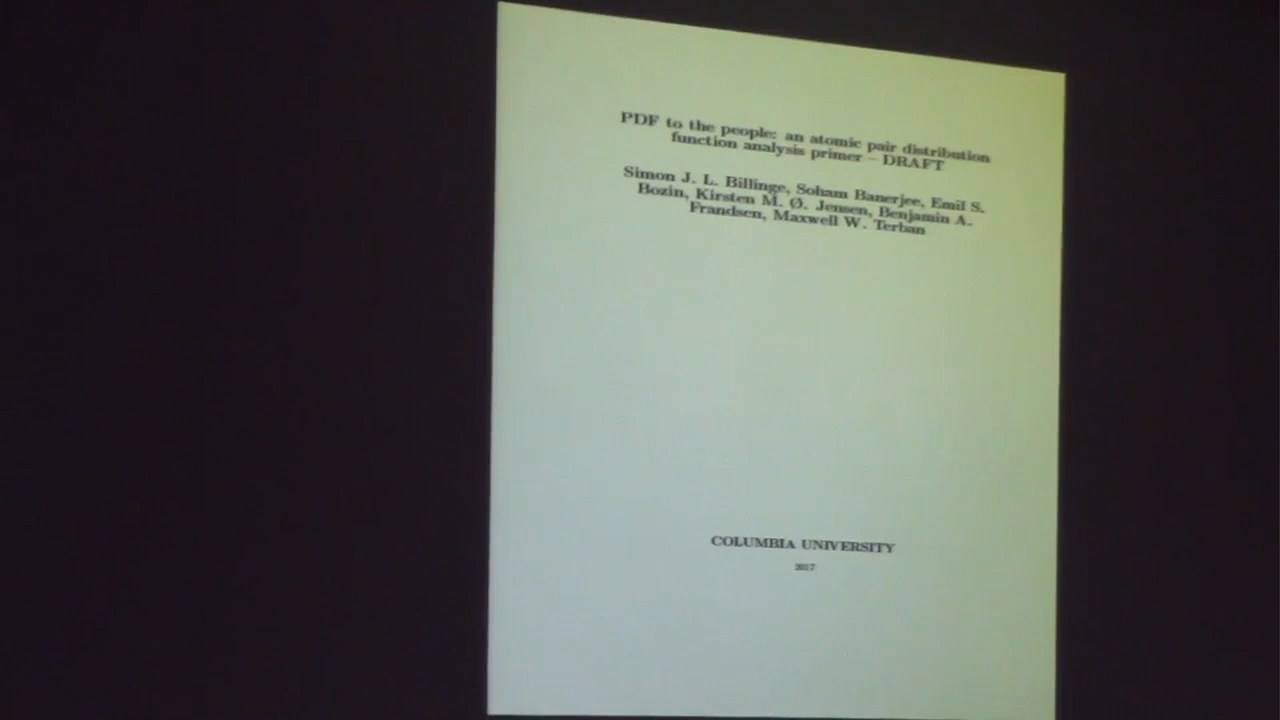 PDF to the people: an atomic pair distribution
function analysis primer – DRAFT
Simon J. L. Billinge, Soham Banerjee, Emil S.
Bozin, Kirsten M. Ø. Jensen, Benjamin A.
Frandsen, Maxwell W. Terban
COLUMBIA UNIVERSITY
2017